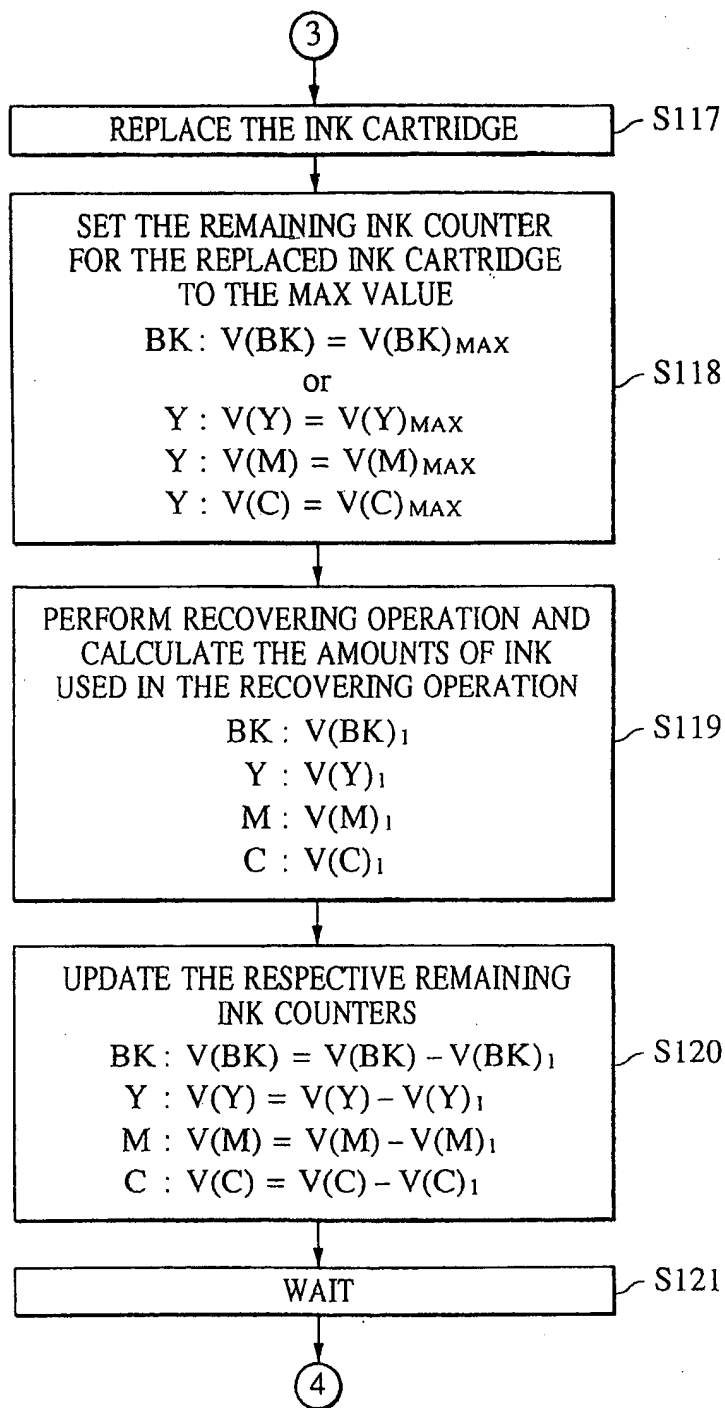 3
REPLACE THE INK CARTRIDGE
S117
SET THE REMAINING INK COUNTER
FOR THE REPLACED INK CARTRIDGE
TO THE MAX VALUE
BK : V(BK) = V(BK)MAX
or
Y : V(Y) = V(Y)MAX
Y : V(M) = V(M)MAX
Y : V(C) = V(C)MAX
S118
PERFORM RECOVERING OPERATION AND
CALCULATE THE AMOUNTS OF INK
USED IN THE RECOVERING OPERATION
BK : V(BK)1
Y : V(Y)1
M : V(M)1
C : V(C)1
S119
UPDATE THE RESPECTIVE REMAINING
INK COUNTERS
BK : V(BK) = V(BK) – V(BK)1
Y : V(Y) = V(Y) – V(Y)1
M : V(M) = V(M) – V(M)1
C : V(C) = V(C) – V(C)1
S120
WAIT
S121
4